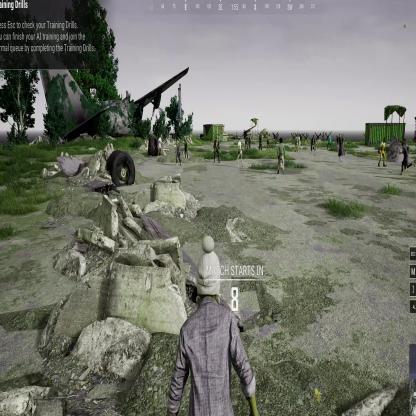 aining Drills
ess Esc to check your Training Drills.
u can finish your AI training and join the
rmal queue by completing the Training Drills.
MATCH STARTS IN
8